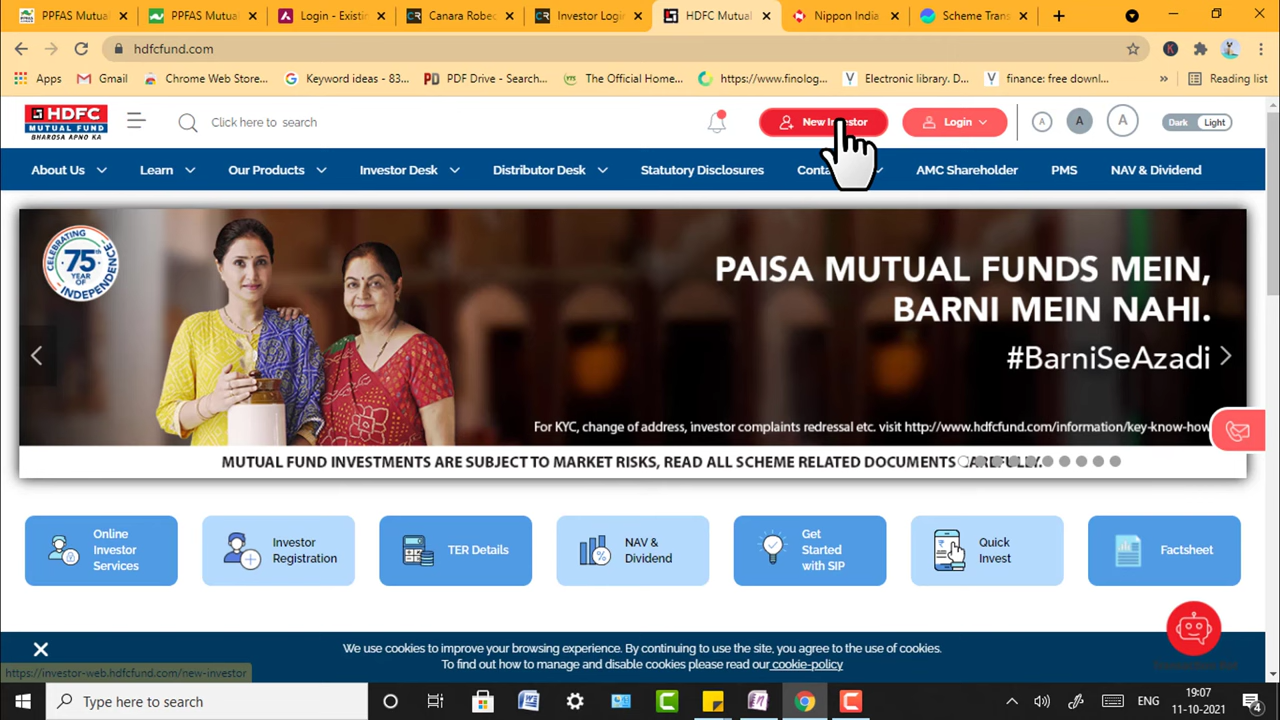 PPFAS Mutu
PPFAS Mutua
Login - Existin
Canara Robec
Investor Logi
HDFC Mutual
Nippon India
Scheme Trans
hdfcfund.com
Apps
Gmail
Chrome Web Store...
Keyword ideas - 83...
PDF Drive - Search...
The Official Home...
https://www.finolog...
Electronic library. D...
finance: free downl...
Reading list
HDFC
MUTUAL FUND
BHAROSA APNO KA
Click here to search
New Investor
Login
A
A
A
Dark
Light
About Us
Learn
Our Products
Investor Desk
Distributor Desk
Statutory Disclosures
AMC Shareholder
PMS
NAV & Dividend
CELEBRATING
75th
YEAR OF
INDEPENDENCE
PAISA MUTUAL FUNDS MEIN,
BARNI MEIN NAHI.
#BarniSeAzadi
For KYC, change of address, investor complaints redressal etc. visit http://www.hdfcfund.com/information/key-know-how
MUTUAL FUND INVESTMENTS ARE SUBJECT TO MARKET RISKS, READ ALL SCHEME RELATED DOCUMENTS CAREFULLY.
Online
Investor
Services
Investor
Registration
TER Details
NAV &
Dividend
Get
Started
with SIP
Quick
Invest
Factsheet
We use cookies to improve your browsing experience. By continuing to use the site, you agree to the use of cookies.
To find out how to manage and disable cookies please read our cookie-policy
https://investor-web.hdfcfund.com/new-investor
Type here to search
ENG
19:07
11-10-2021
4